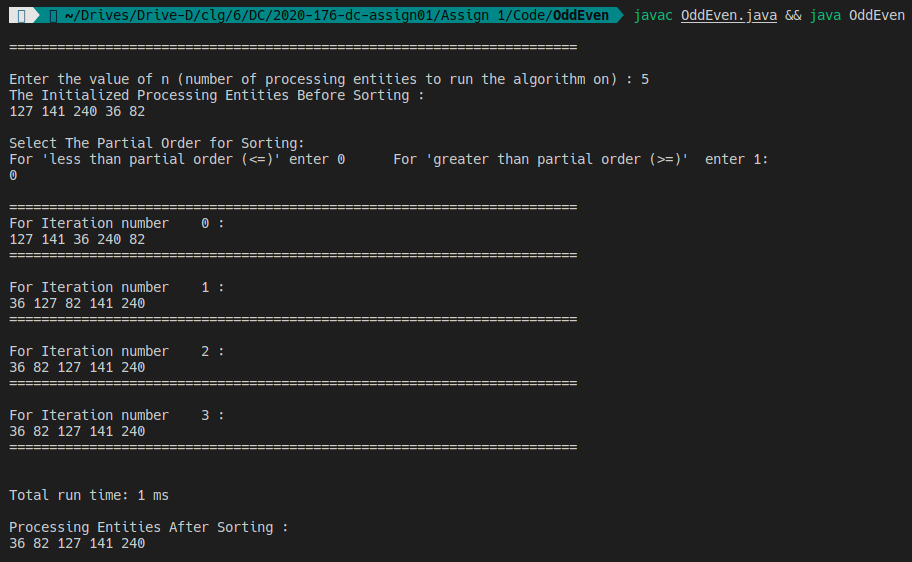 ~/Drives/Drive-D/clg/6/DC/2020-176-dc-assign01/Assign 1/Code/OddEven javac OddEven.java && java OddEven
=======================================================================
Enter the value of n (number of processing entities to run the algorithm on) : 5
The Initialized Processing Entities Before Sorting :
127 141 240 36 82
Select The Partial Order for Sorting:
For 'less than partial order (<=)' enter 0      For 'greater than partial order (>=)'  enter 1:
0
=======================================================================
For Iteration number    0 :
127 141 36 240 82
=======================================================================
For Iteration number    1 :
36 127 82 141 240
=======================================================================
For Iteration number    2 :
36 82 127 141 240
=======================================================================
For Iteration number    3 :
36 82 127 141 240
=======================================================================
Total run time: 1 ms
Processing Entities After Sorting :
36 82 127 141 240